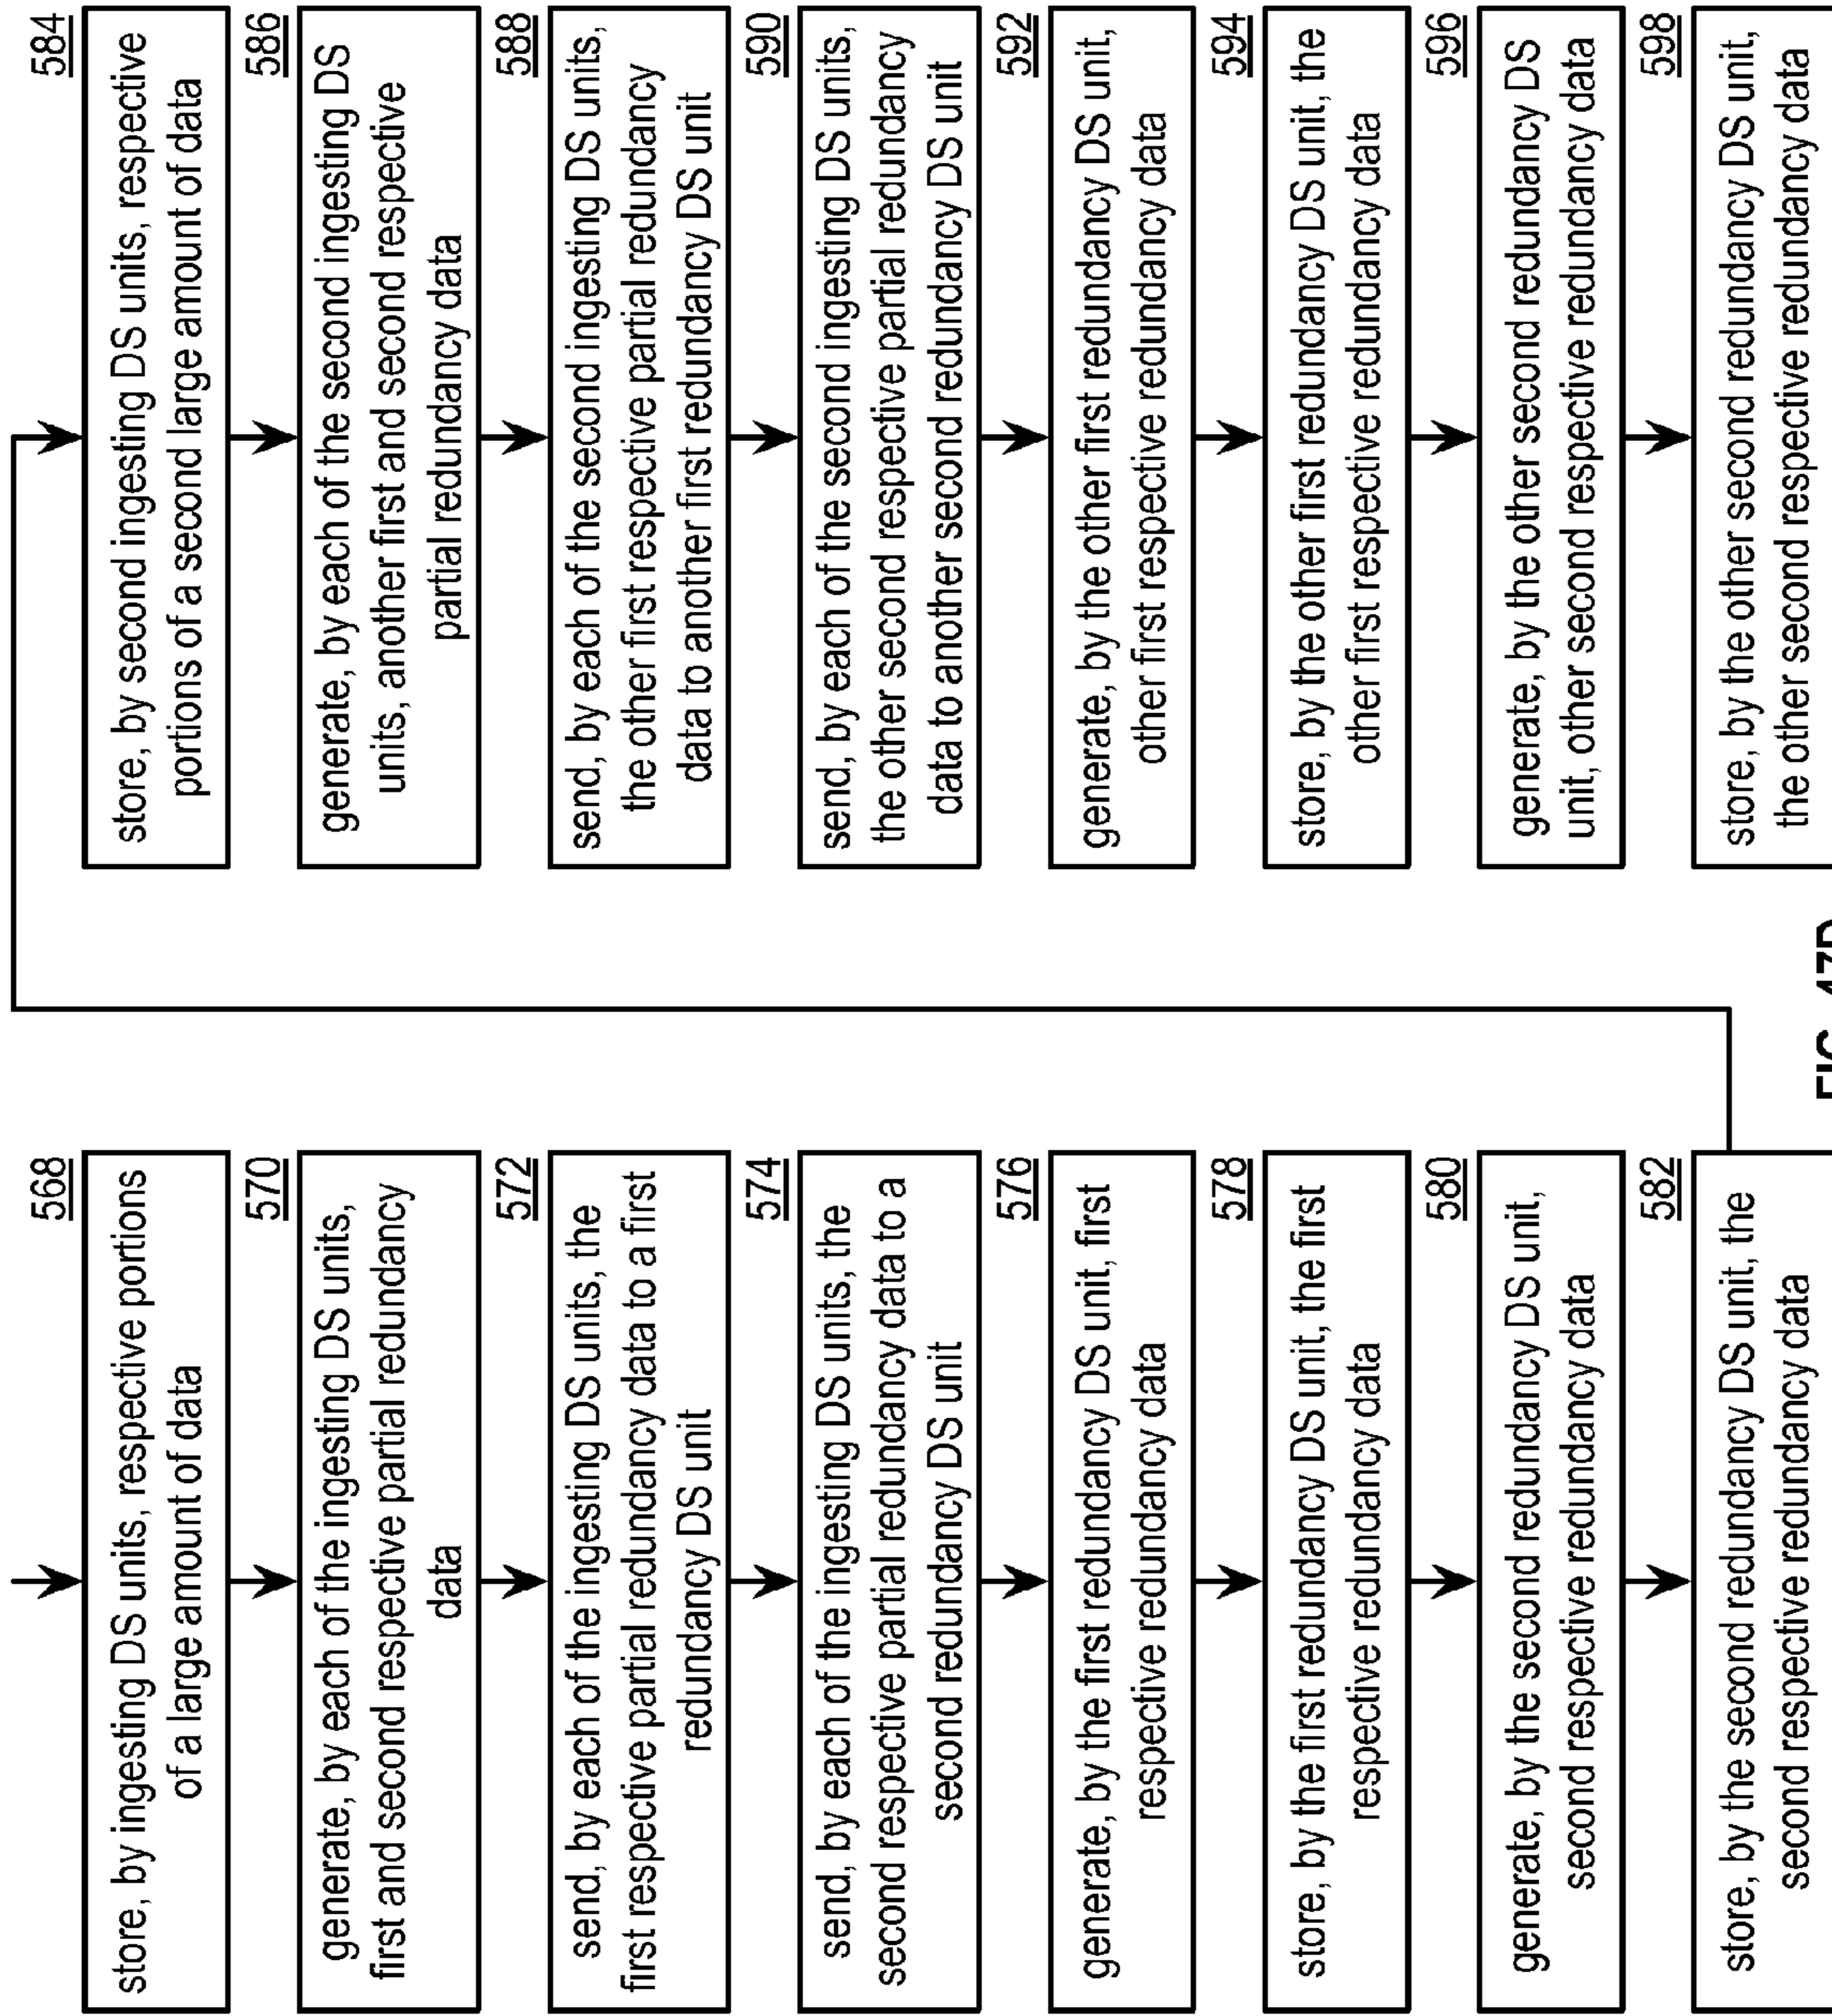 568
store, by ingesting DS units, respective portions
of a large amount of data
570
generate, by each of the ingesting DS units,
first and second respective partial redundancy
data
572
send, by each of the ingesting DS units, the
first respective partial redundancy data to a first
redundancy DS unit
574
send, by each of the ingesting DS units, the
second respective partial redundancy data to a
second redundancy DS unit
576
generate, by the first redundancy DS unit, first
respective redundancy data
578
store, by the first redundancy DS unit, the first
respective redundancy data
580
generate, by the second redundancy DS unit,
second respective redundancy data
582
store, by the second redundancy DS unit, the
second respective redundancy data
584
store, by second ingesting DS units, respective
portions of a second large amount of data
586
generate, by each of the second ingesting DS
units, another first and second respective
partial redundancy data
588
send, by each of the second ingesting DS units,
the other first respective partial redundancy
data to another first redundancy DS unit
590
send, by each of the second ingesting DS units,
the other second respective partial redundancy
data to another second redundancy DS unit
592
generate, by the other first redundancy DS unit,
other first respective redundancy data
594
store, by the other first redundancy DS unit, the
other first respective redundancy data
596
generate, by the other second redundancy DS
unit, other second respective redundancy data
598
store, by the other second redundancy DS unit,
the other second respective redundancy data
FIG. 47D